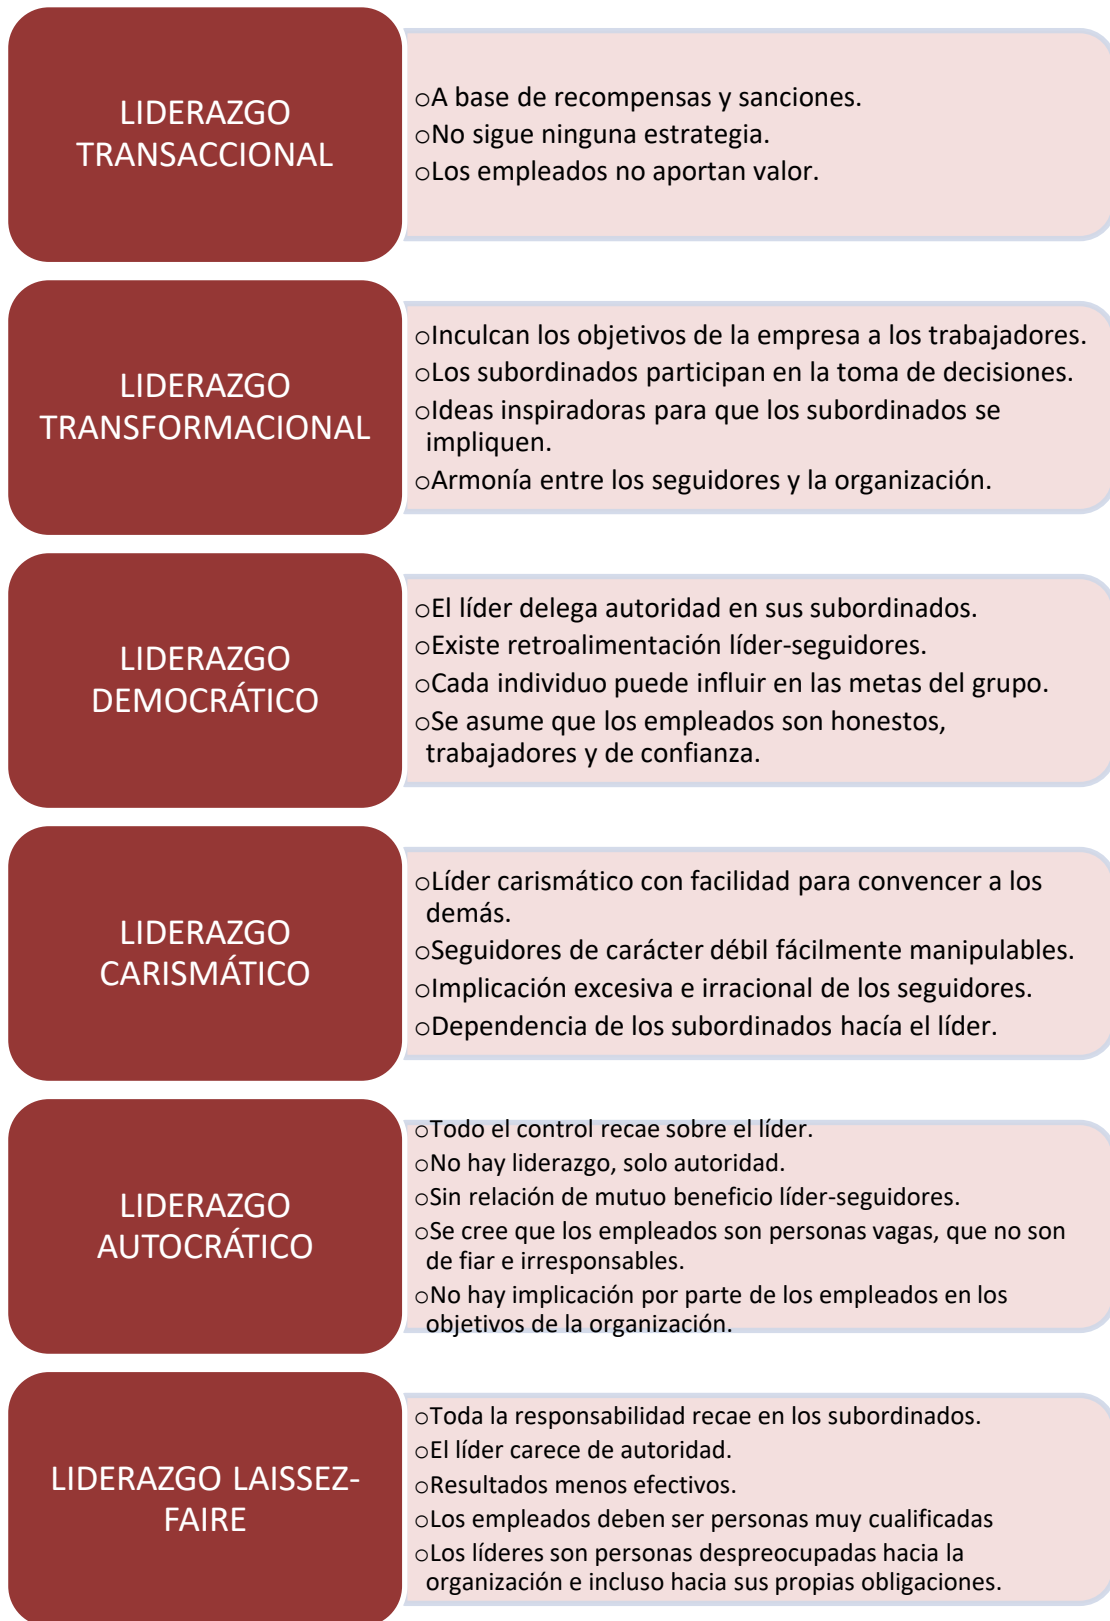 LIDERAZGO
TRANSACCIONAL
oA base de recompensas y sanciones.
oNo sigue ninguna estrategia.
oLos empleados no aportan valor.
LIDERAZGO
TRANSFORMACIONAL
oInculcan los objetivos de la empresa a los trabajadores.
oLos subordinados participan en la toma de decisiones.
oIdeas inspiradoras para que los subordinados se
impliquen.
oArmonía entre los seguidores y la organización.
LIDERAZGO
DEMOCRÁTICO
oEl líder delega autoridad en sus subordinados.
oExiste retroalimentación líder-seguidores.
oCada individuo puede influir en las metas del grupo.
oSe asume que los empleados son honestos,
trabajadores y de confianza.
LIDERAZGO
CARISMÁTICO
oLíder carismático con facilidad para convencer a los
demás.
oSeguidores de carácter débil fácilmente manipulables.
oImplicación excesiva e irracional de los seguidores.
oDependencia de los subordinados hacía el líder.
LIDERAZGO
AUTOCRÁTICO
oTodo el control recae sobre el líder.
oNo hay liderazgo, solo autoridad.
oSin relación de mutuo beneficio líder-seguidores.
oSe cree que los empleados son personas vagas, que no son
de fiar e irresponsables.
oNo hay implicación por parte de los empleados en los
objetivos de la organización.
LIDERAZGO LAISSEZ-
FAIRE
oToda la responsabilidad recae en los subordinados.
oEl líder carece de autoridad.
oResultados menos efectivos.
oLos empleados deben ser personas muy cualificadas
oLos líderes son personas despreocupadas hacia la
organización e incluso hacia sus propias obligaciones.